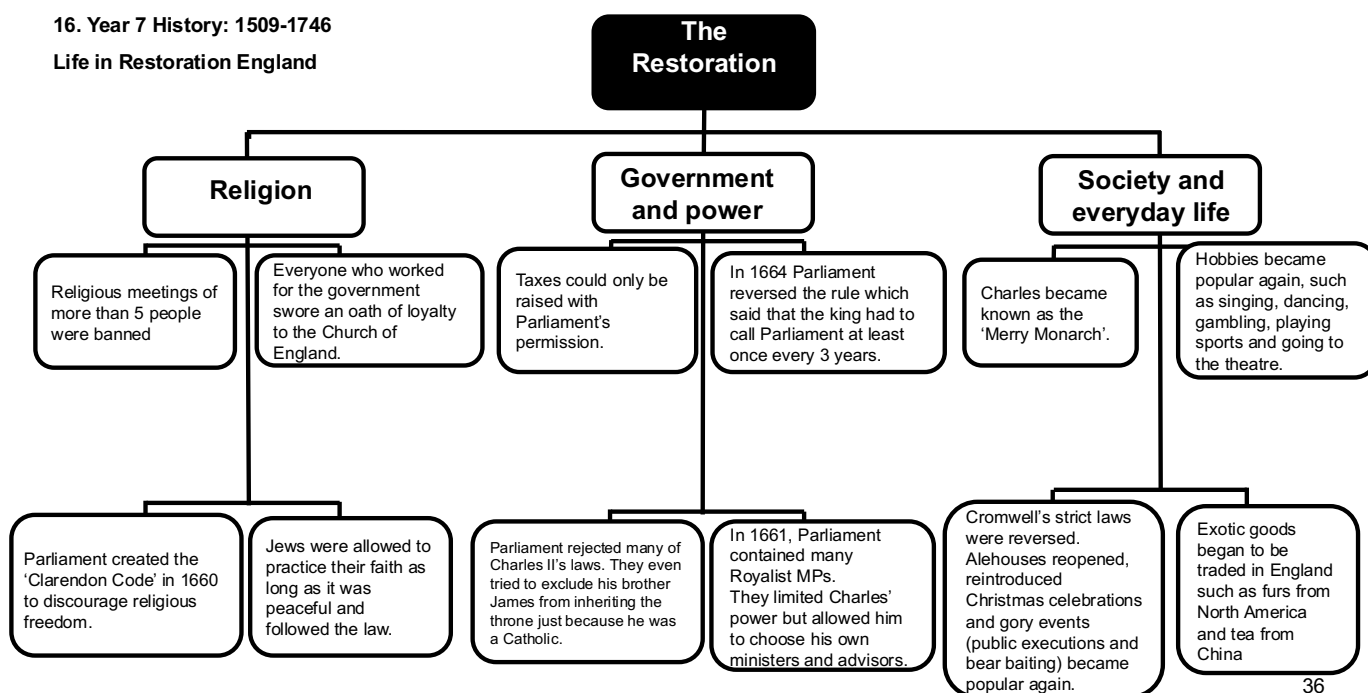 16. Year 7 History: 1509-1746
Life in Restoration England
The
Restoration
Religion
Government
and power
Society and
everyday life
Religious meetings of
more than 5 people
were banned
Everyone who worked
for the government
swore an oath of loyalty
to the Church of
England.
Taxes could only be
raised with
Parliament's
permission.
In 1664 Parliament
reversed the rule which
said that the king had to
call Parliament at least
once every 3 years.
Charles became
known as the
'Merry Monarch'.
Hobbies became
popular again, such
as singing, dancing,
gambling, playing
sports and going to
the theatre.
Parliament created the
'Clarendon Code' in 1660
to discourage religious
freedom.
Jews were allowed to
practice their faith as
long as it was
peaceful and
followed the law.
Parliament rejected many of
Charles II's laws. They even
tried to exclude his brother
James from inheriting the
throne just because he was
a Catholic.
In 1661, Parliament
contained many
Royalist MPs.
They limited Charles'
power but allowed him
to choose his own
ministers and advisors.
Cromwell's strict laws
were reversed.
Alehouses reopened,
reintroduced
Christmas celebrations
and gory events
(public executions and
bear baiting) became
popular again.
Exotic goods
began to be
traded in England
such as furs from
North America
and tea from
China
36